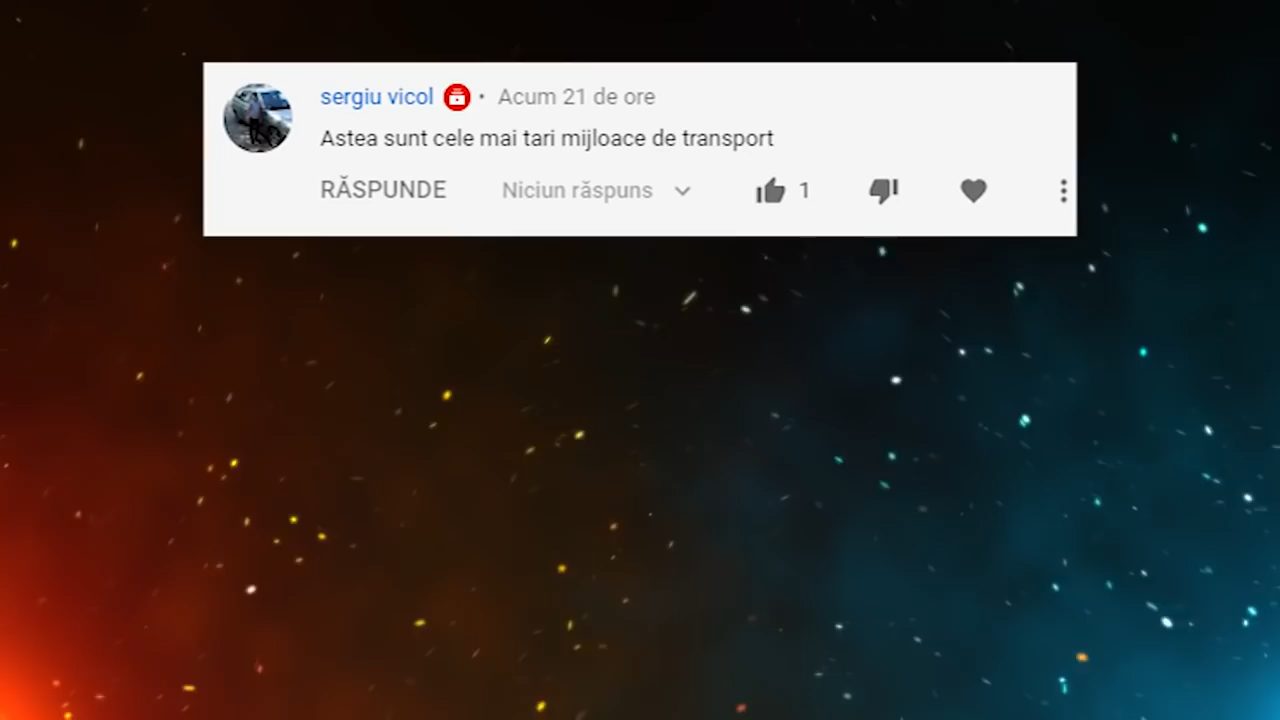 sergiu vicol • Acum 21 de ore
Astea sunt cele mai tari mijloace de transport
RĂSPUNDE Niciun răspuns 1